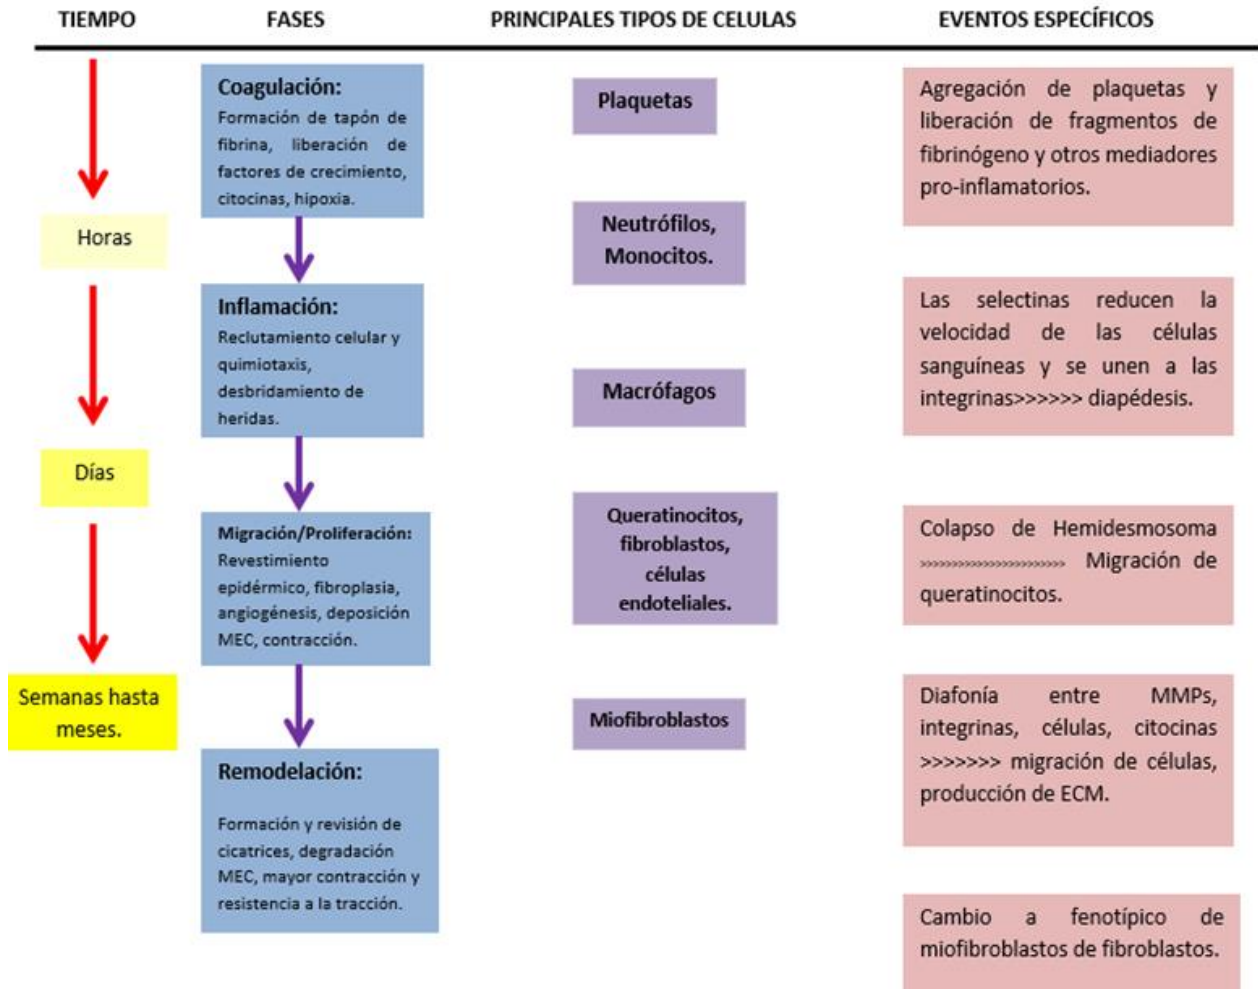 TIEMPO
FASES
PRINCIPALES TIPOS DE CELULAS
EVENTOS ESPECÍFICOS
Horas
Días
Semanas hasta
meses.
Coagulación:
Formación de tapón de
fibrina, liberación de
factores de crecimiento,
citocinas, hipoxia.
Inflamación:
Reclutamiento celular y
quimiotaxis,
desbridamiento de
heridas.
Migración/Proliferación:
Revestimiento
epidérmico, fibroplasia,
angiogénesis, deposición
MEC, contracción.
Remodelación:
Formación y revisión de
cicatrices, degradación
MEC, mayor contracción y
resistencia a la tracción.
Plaquetas
Neutrófilos,
Monocitos.
Macrófagos
Queratinocitos,
fibroblastos,
células
endoteliales.
Miofibroblastos
Agregación de plaquetas y
liberación de fragmentos de
fibrinógeno y otros mediadores
pro-inflamatorios.
Las selectinas reducen la
velocidad de las células
sanguíneas y se unen a las
integrinas>>>>>> diapédesis.
Colapso de Hemidesmosoma
>>>>>>>>>>>>>>>>>>>>>>> Migración de
queratinocitos.
Diafonía entre MMPs,
integrinas, células, citocinas
>>>>>>> migración de células,
producción de ECM.
Cambio a fenotípico de
miofibroblastos de fibroblastos.